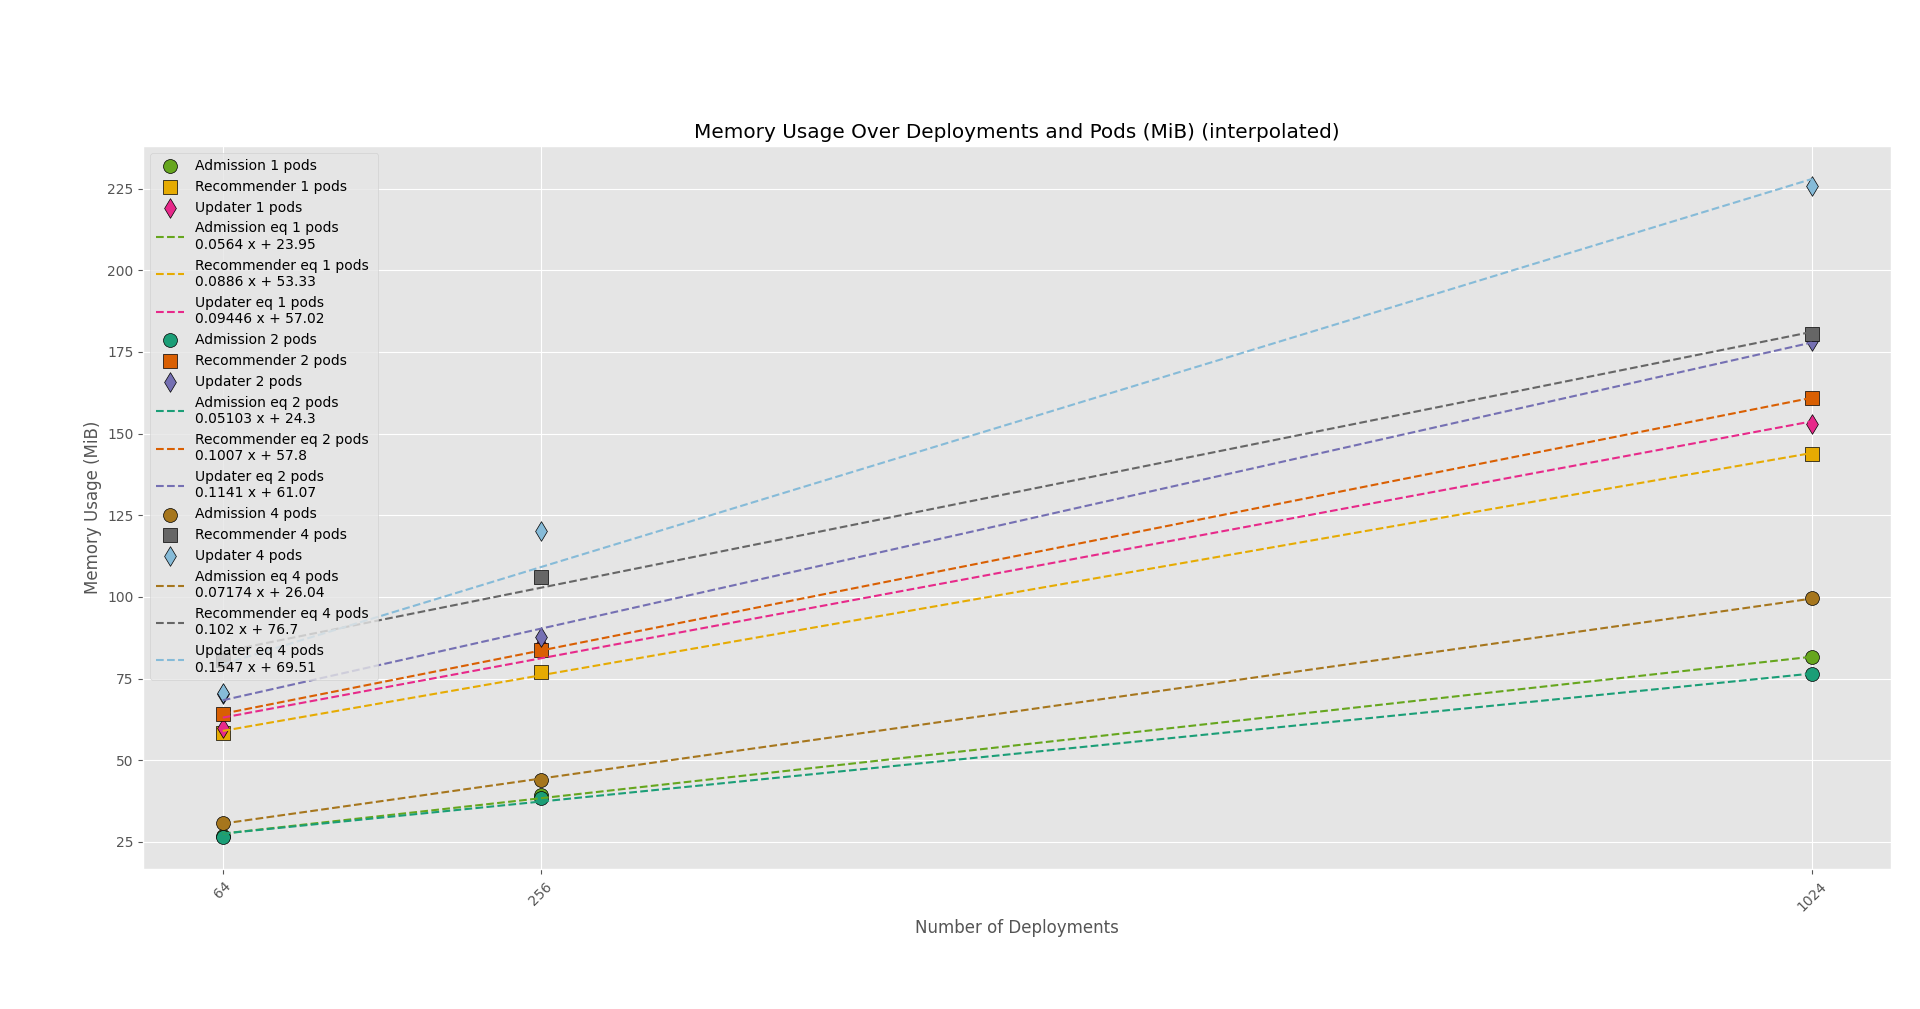 Memory Usage Over Deployments and Pods (MiB) (interpolated)
Admission 1 pods
Recommender 1 pods
Updater 1 pods
Admission eq 1 pods
0.0564 x + 23.95
Recommender eq 1 pods
0.0886 x + 53.33
Updater eq 1 pods
0.09446 x + 57.02
Admission 2 pods
Recommender 2 pods
Updater 2 pods
Admission eq 2 pods
0.05103 x + 24.3
Recommender eq 2 pods
0.1007 x + 57.8
Updater eq 2 pods
0.1141 x + 61.07
Admission 4 pods
Recommender 4 pods
Updater 4 pods
Admission eq 4 pods
0.07174 x + 26.04
Recommender eq 4 pods
0.102 x + 76.7
Updater eq 4 pods
0.1547 x + 69.51
225
200
175
150
125
100
75
50
25
Memory Usage (MiB)
64
256
1024
Number of Deployments